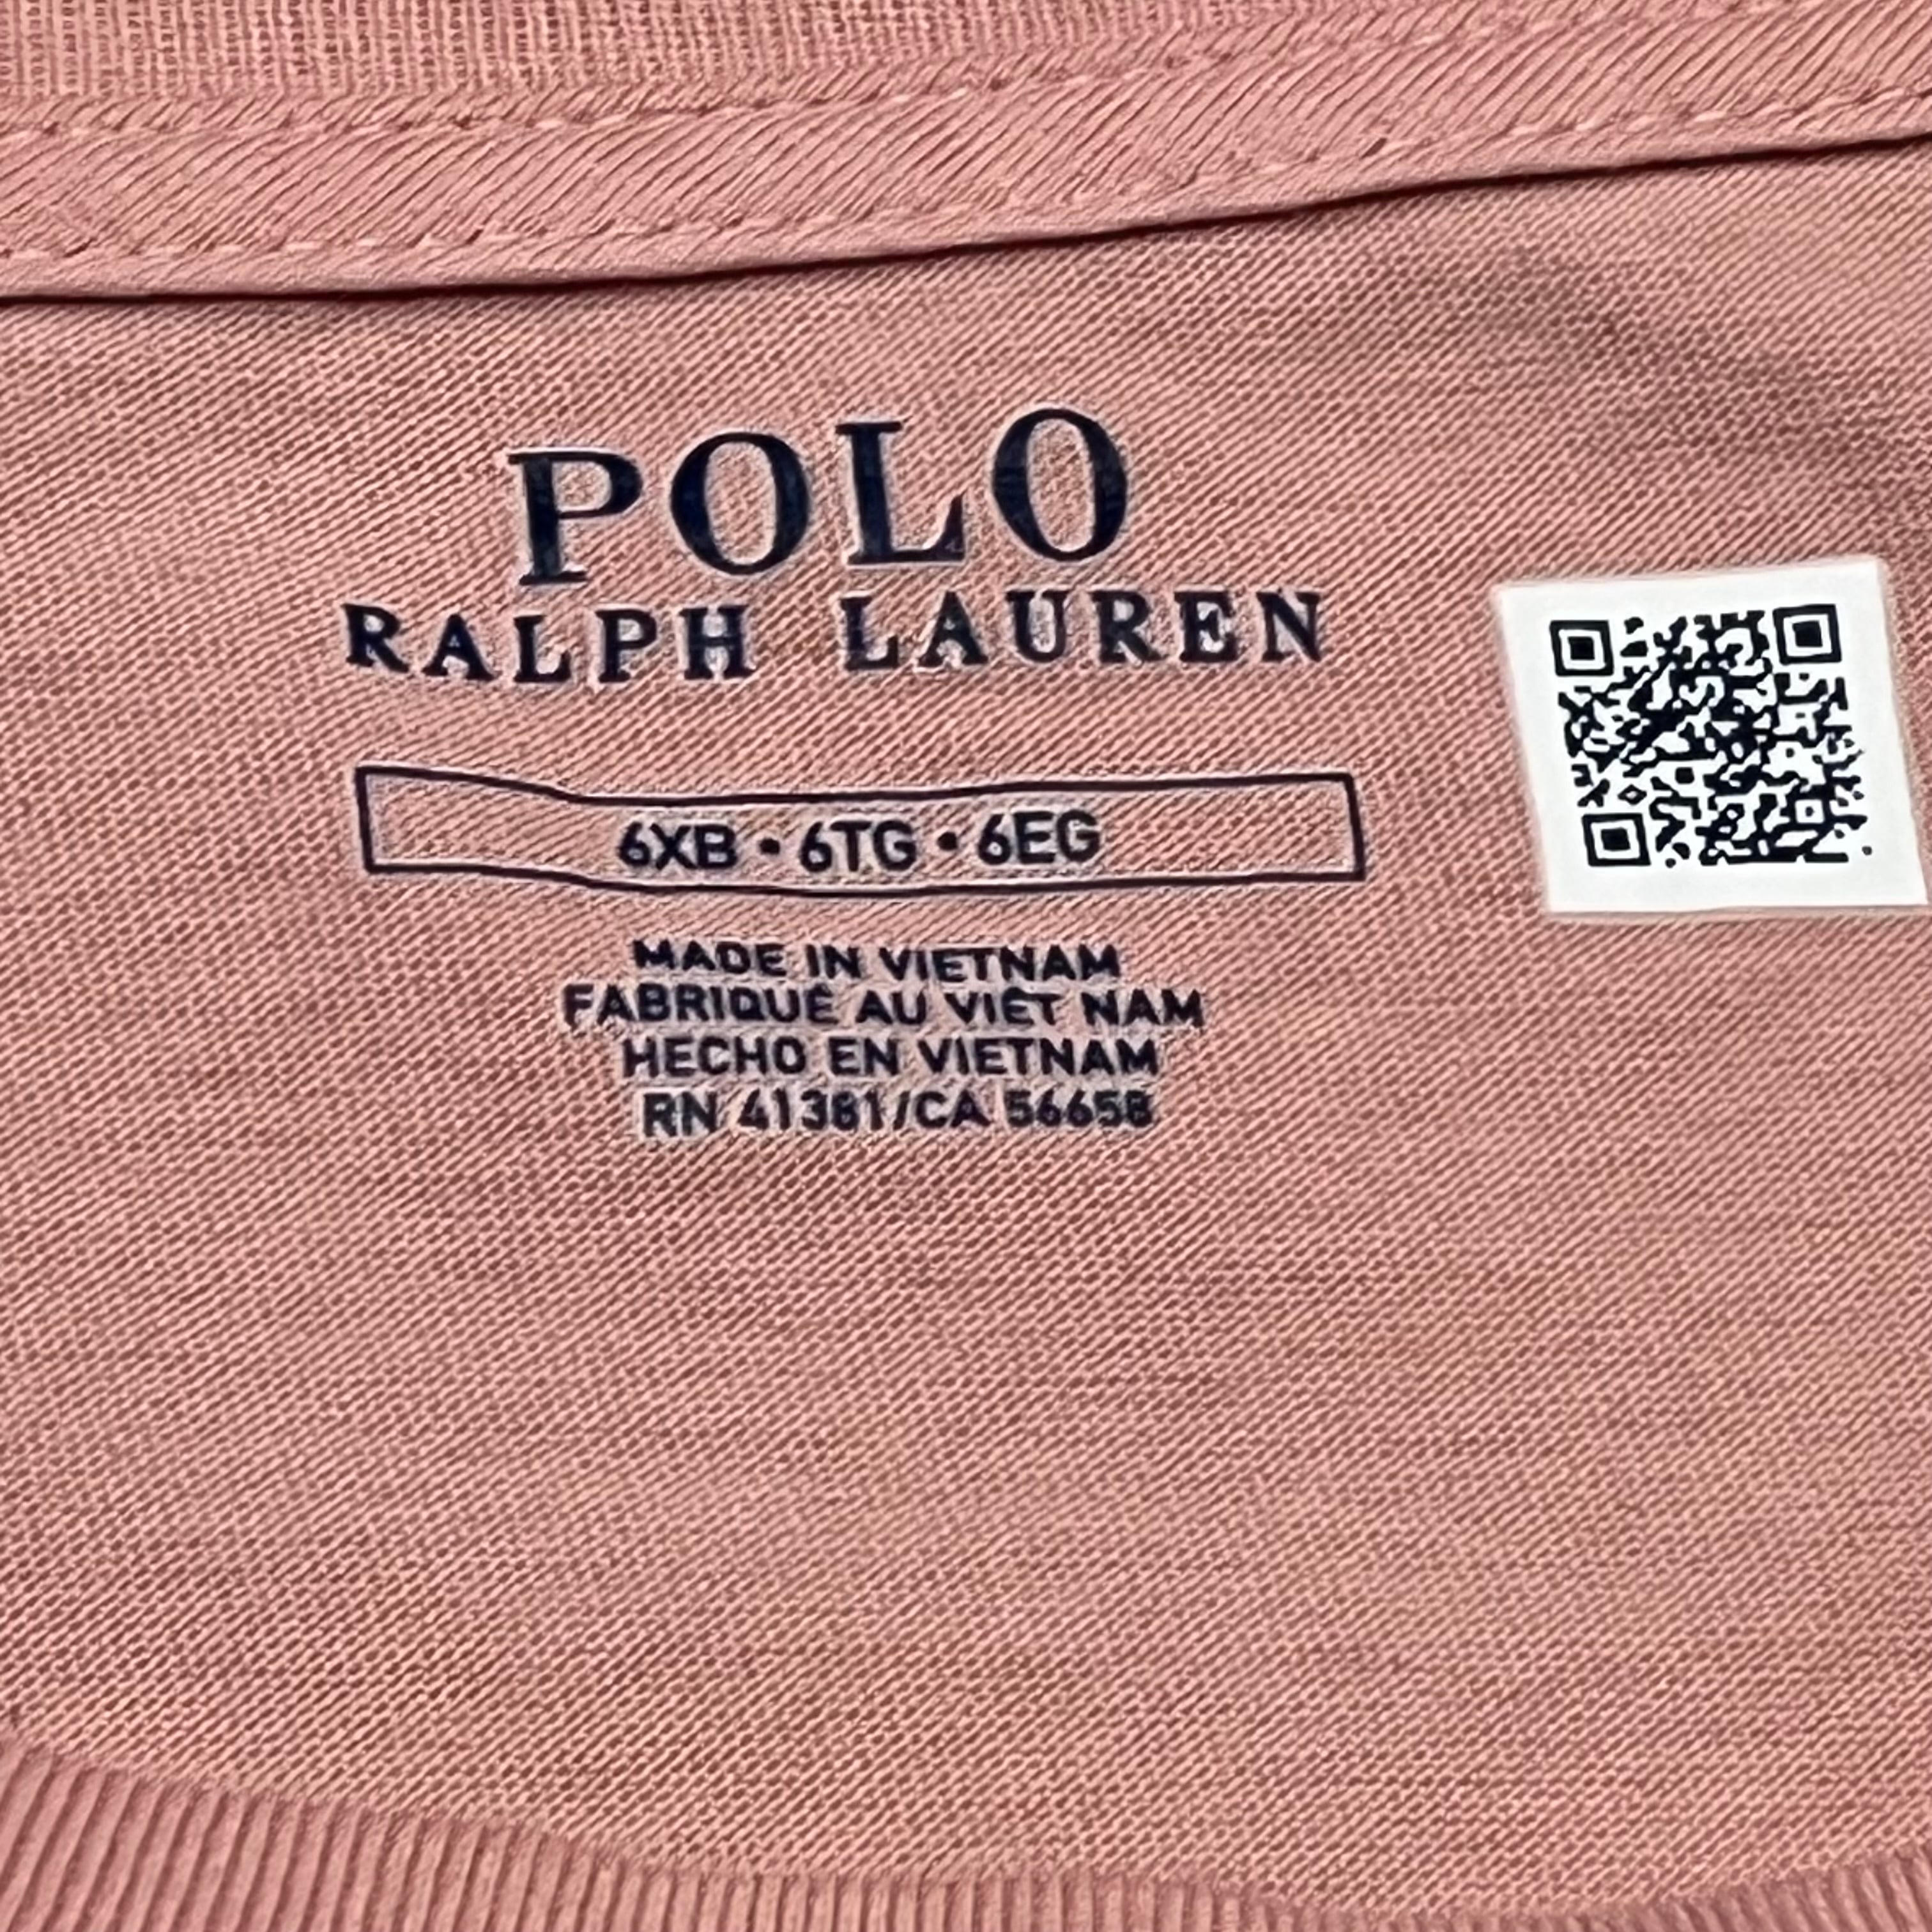 POLO
RALPH LAUREN
6XB • 6TG • 6EG
MADE IN VIETNAM
FABRIQUÉ AU VIÊT NAM
HECHO EN VIETNAM
RN 41381/CA 56658